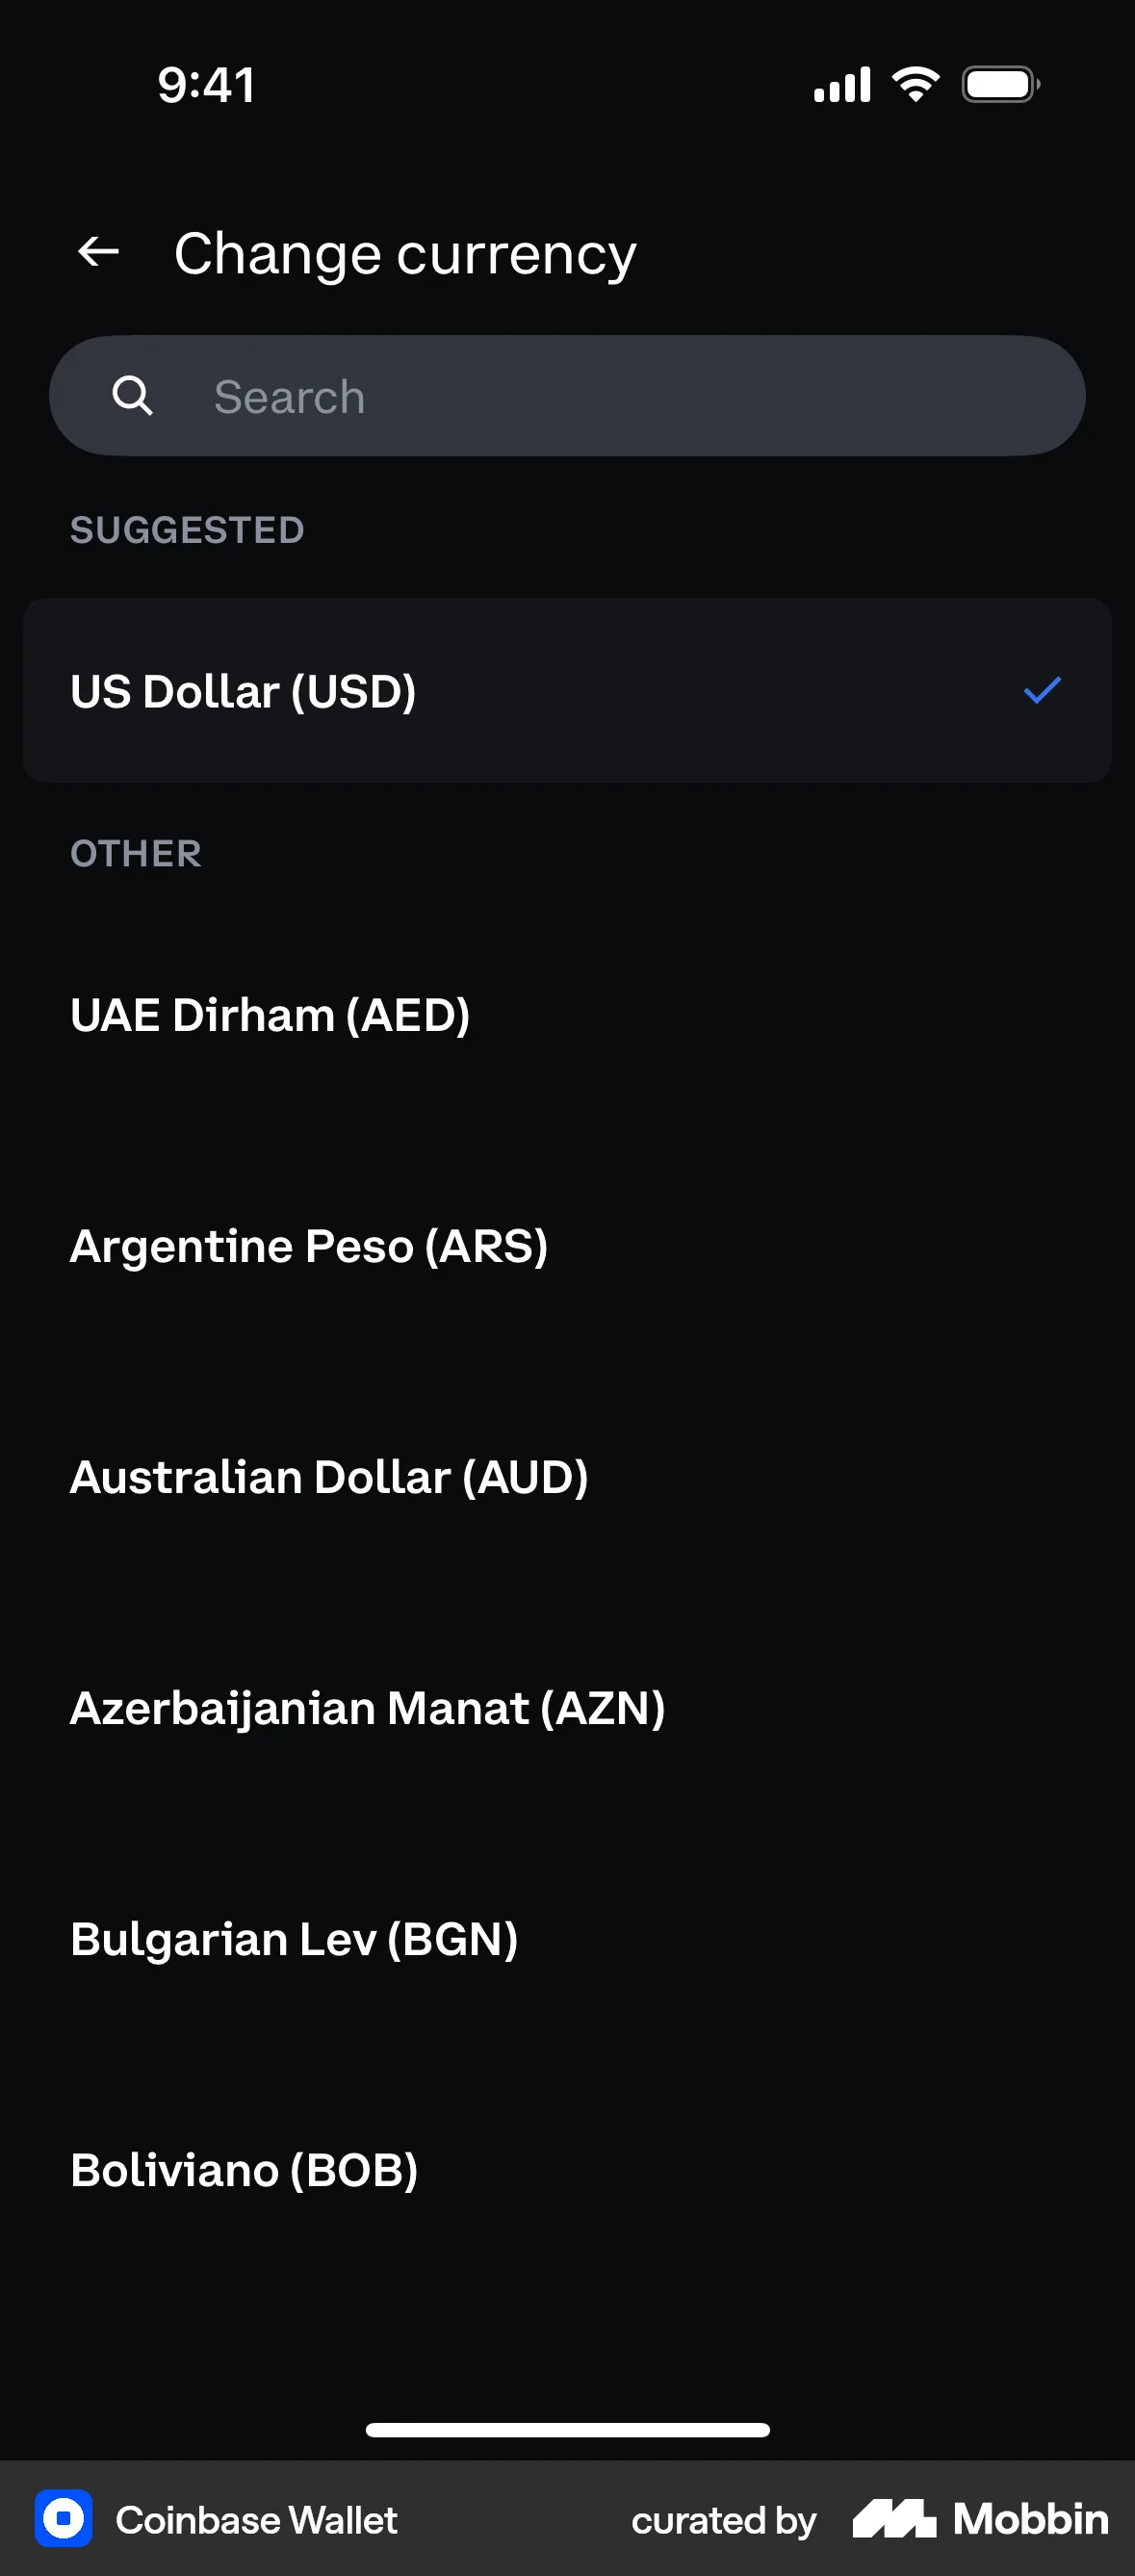 9:41
Change currency
Search
SUGGESTED
US Dollar (USD)
OTHER
UAE Dirham (AED)
Argentine Peso (ARS)
Australian Dollar (AUD)
Azerbaijanian Manat (AZN)
Bulgarian Lev (BGN)
Boliviano (BOB)
Coinbase Wallet curated by Mobbin